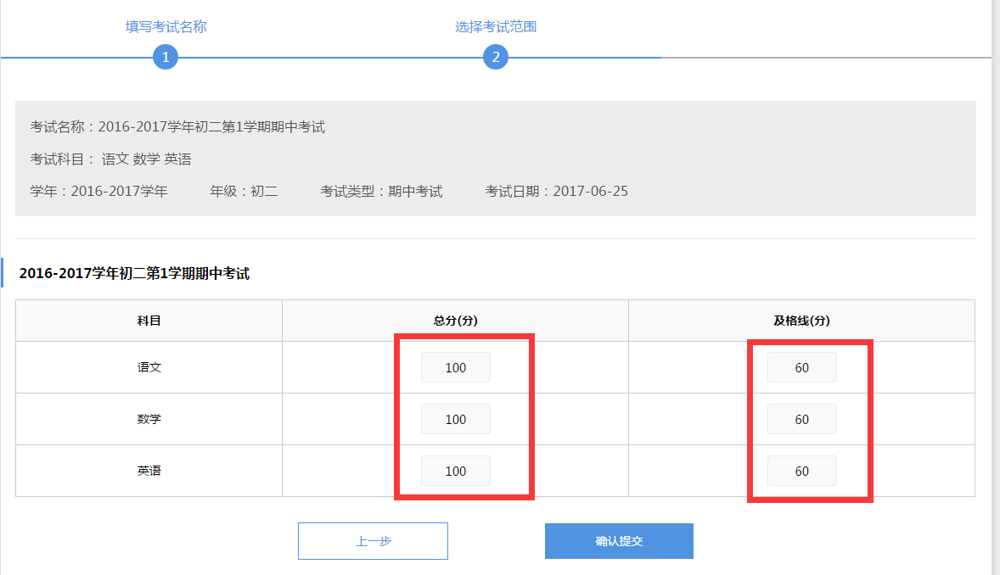 填写考试名称 选择考试范围
1 2
考试名称：2016-2017学年初二第1学期期中考试
考试科目： 语文 数学 英语
学年：2016-2017学年 年级：初二 考试类型：期中考试 考试日期：2017-06-25
2016-2017学年初二第1学期期中考试
科目 总分(分) 及格线(分)
语文 100 60
数学 100 60
英语 100 60
上一步 确认提交